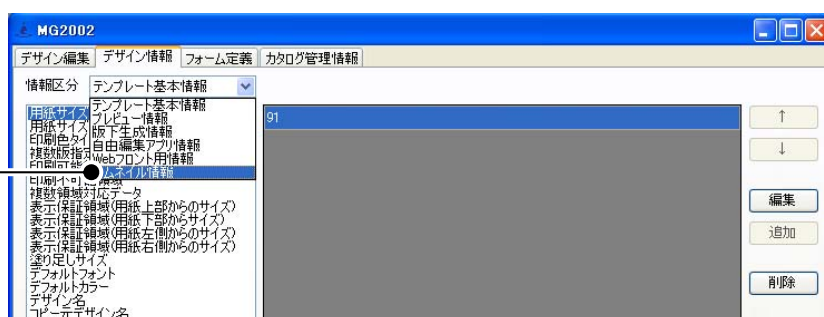 MG2002
デザイン編集 デザイン情報 フォーム定義 カタログ管理情報
情報区分 テンプレート基本情報
テンプレート基本情報
プレビュー情報
版下生成情報
自由編集アプリ情報
Webフロント用情報
ムネイル情報
用紙サイズ
用紙サイズ
印刷色タイ
複数版指定
印刷可能
印刷不可
領域
複数領域対応データ
表示保証領域(用紙上部からのサイズ)
表示保証領域(用紙下部からサイズ)
表示保証領域(用紙左側からのサイズ)
表示保証領域(用紙右側からのサイズ)
塗り足しサイズ
デフォルトフォント
デフォルトカラー
デザイン名
コピー元デザイン名
91
↑
↓
編集
追加
削除